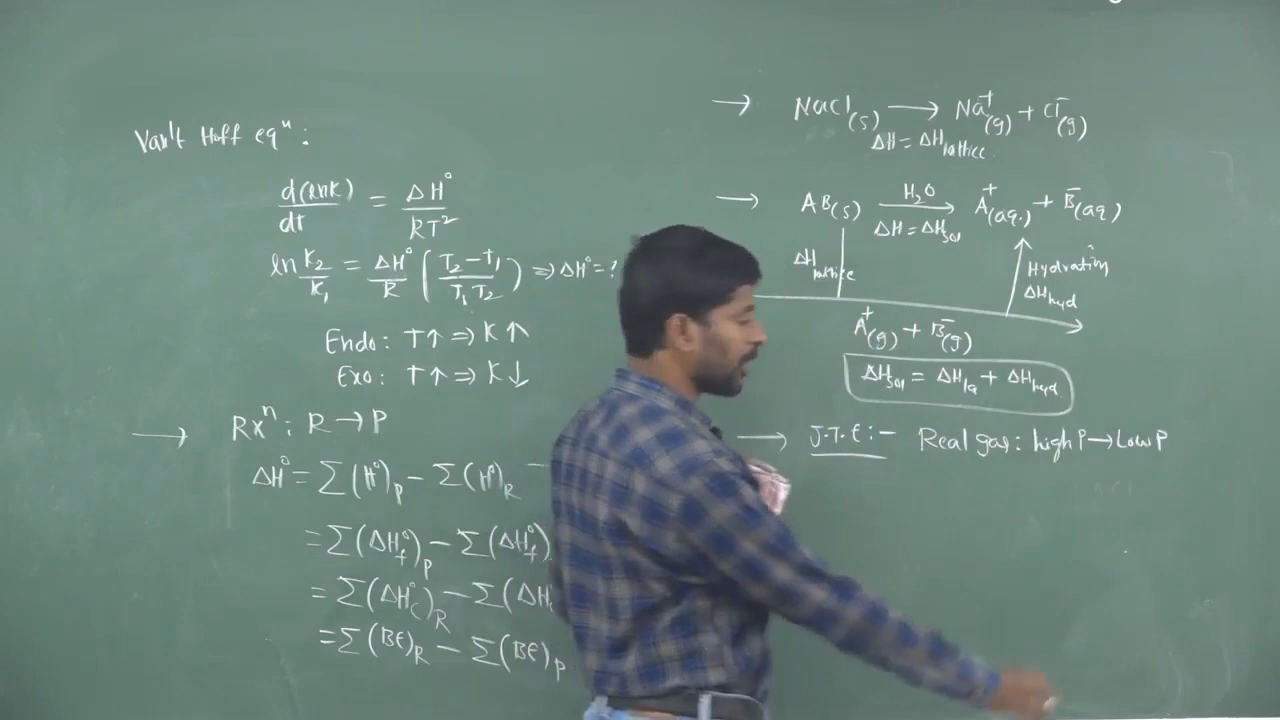 Van't Hoff eqⁿ:
d(lnK)/dt = ΔH°/RT²
ln K₂/K₁ = ΔH°/R (T₂-T₁/T₁T₂) ⇒ ΔH° = ?
Endo: T↑ ⇒ K↑
Exo: T↑ ⇒ K↓
→ Rxⁿ: R → P
ΔH° = Σ(H°)P - Σ(H°)R
= Σ(ΔH°f)P - Σ(ΔH°f)
= Σ(ΔH°C)R - Σ(ΔH
= Σ(BE)R - Σ(BE)P
→ NaCl(s) → Na⁺(g) + Cl⁻(g)
ΔH = ΔHlattice
→ AB(s) H₂O → A⁺(aq.) + B⁻(aq)
ΔH = ΔHsol
ΔHlattice
Hydration
ΔHhyd
A⁺(g) + B⁻(g)
ΔHsol = ΔHla + ΔHhyd
→ J.T.E:- Real gas: high P → Low P